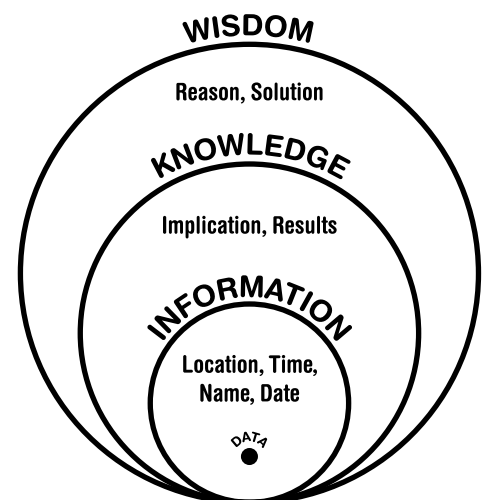 WISDOM
Reason, Solution
KNOWLEDGE
Implication, Results
INFORMATION
Location, Time,
Name, Date
DATA